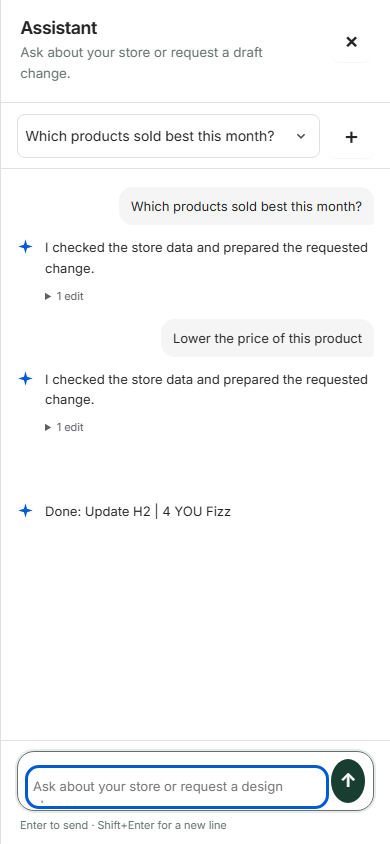 Assistant
Ask about your store or request a draft
change.
Which products sold best this month?
Which products sold best this month?
I checked the store data and prepared the requested
change.
1 edit
Lower the price of this product
I checked the store data and prepared the requested
change.
1 edit
Done: Update H2 | 4 YOU Fizz
Ask about your store or request a design
Enter to send · Shift+Enter for a new line